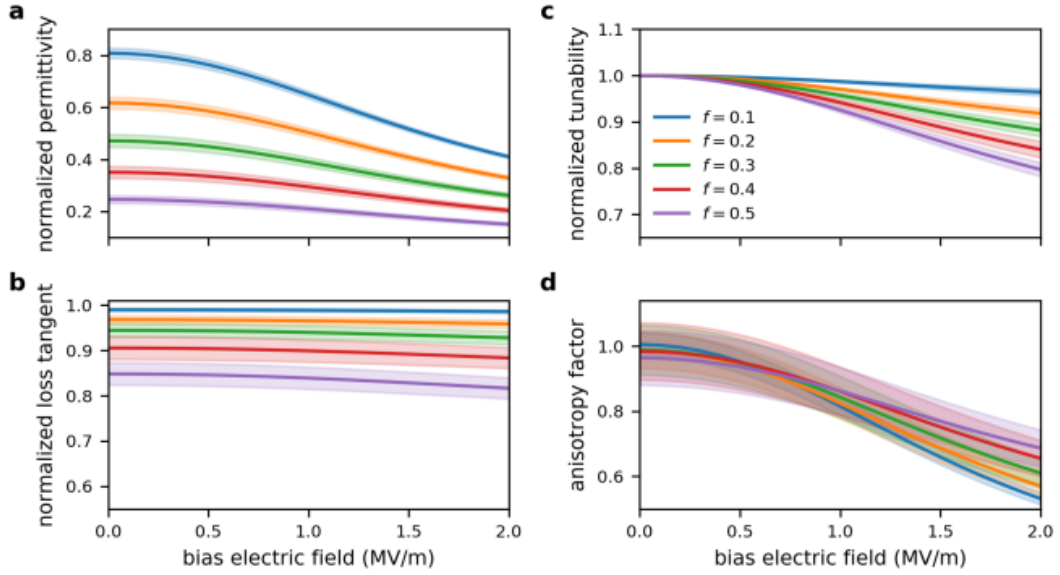 a
normalized permittivity
0.8
0.6
0.4
0.2
b
normalized loss tangent
1.0
0.9
0.8
0.7
0.6
0.0 0.5 1.0 1.5 2.0
bias electric field (MV/m)
c
normalized tunability
1.1
1.0
0.9
0.8
0.7
f = 0.1
f = 0.2
f = 0.3
f = 0.4
f = 0.5
d
anisotropy factor
1.0
0.8
0.6
0.0 0.5 1.0 1.5 2.0
bias electric field (MV/m)